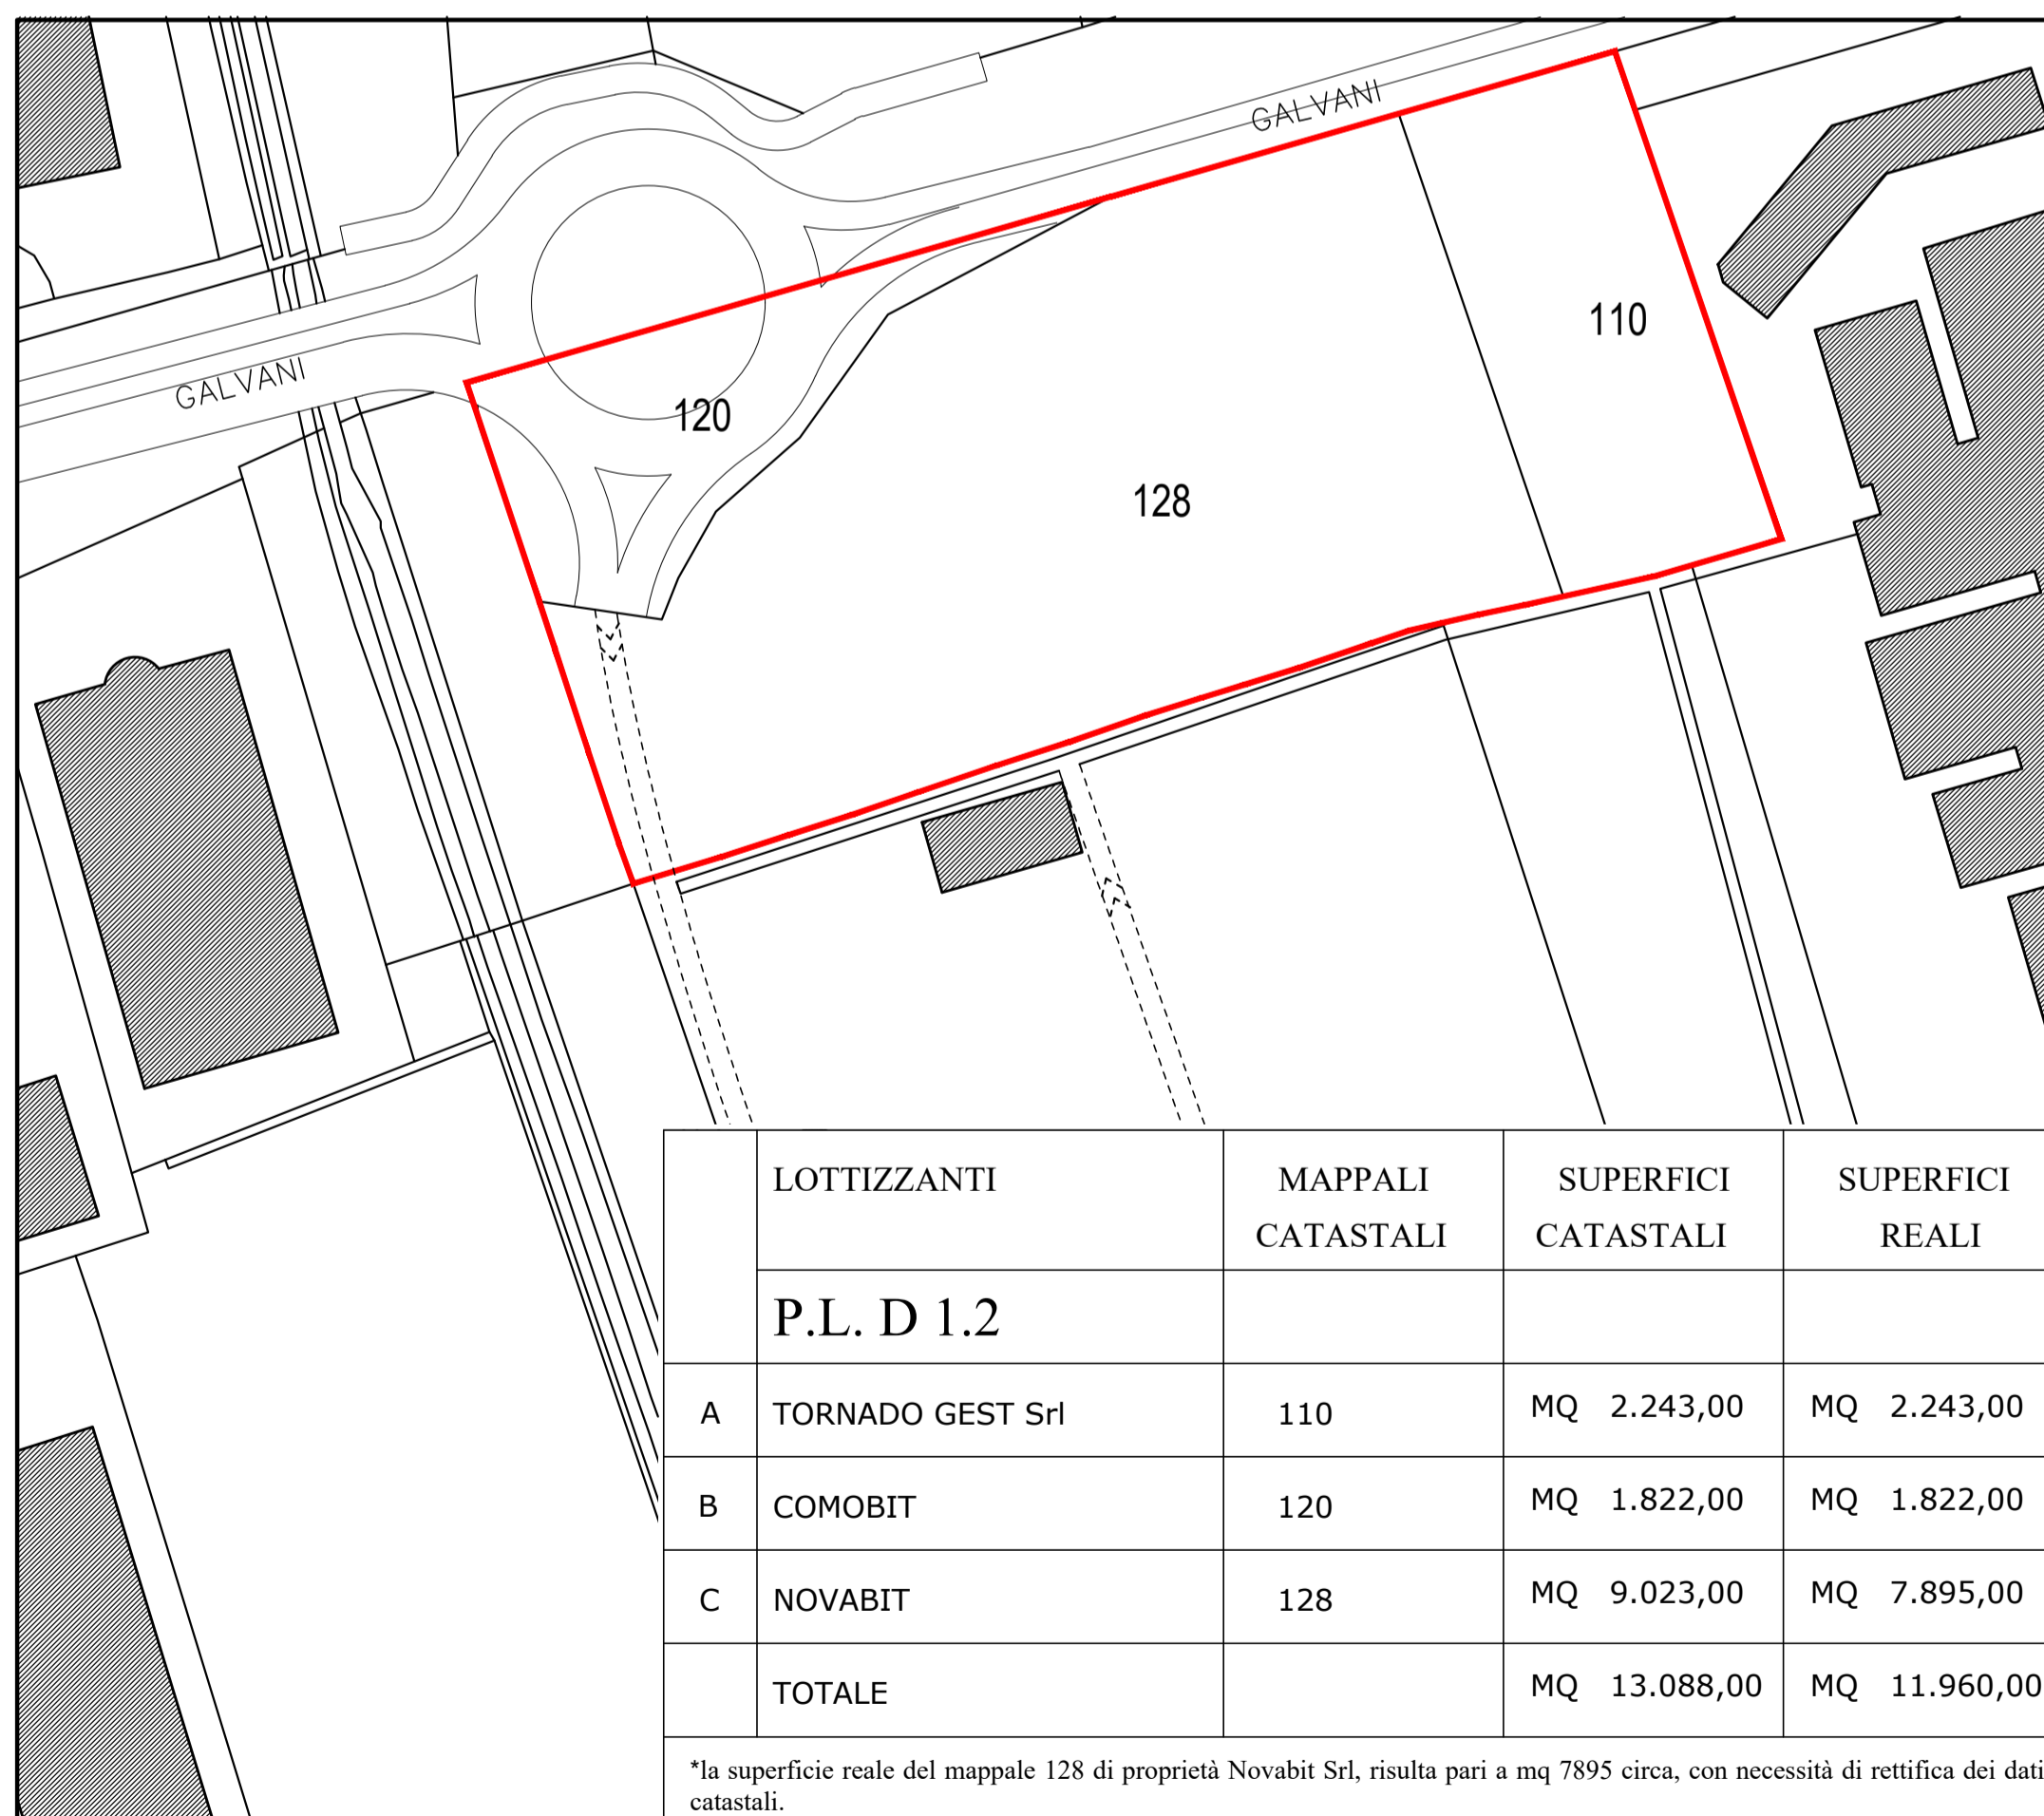 GALVANI
GALVANI
110
120
128
LOTTIZZANTI MAPPALI CATASTALI SUPERFICI CATASTALI SUPERFICI REALI
P.L. D 1.2
A TORNADO GEST Srl 110 MQ 2.243,00 MQ 2.243,00
B COMOBIT 120 MQ 1.822,00 MQ 1.822,00
C NOVABIT 128 MQ 9.023,00 MQ 7.895,00
TOTALE MQ 13.088,00 MQ 11.960,00
*la superficie reale del mappale 128 di proprietà Novabit Srl, risulta pari a mq 7895 circa, con necessità di rettifica dei dati
catastali.